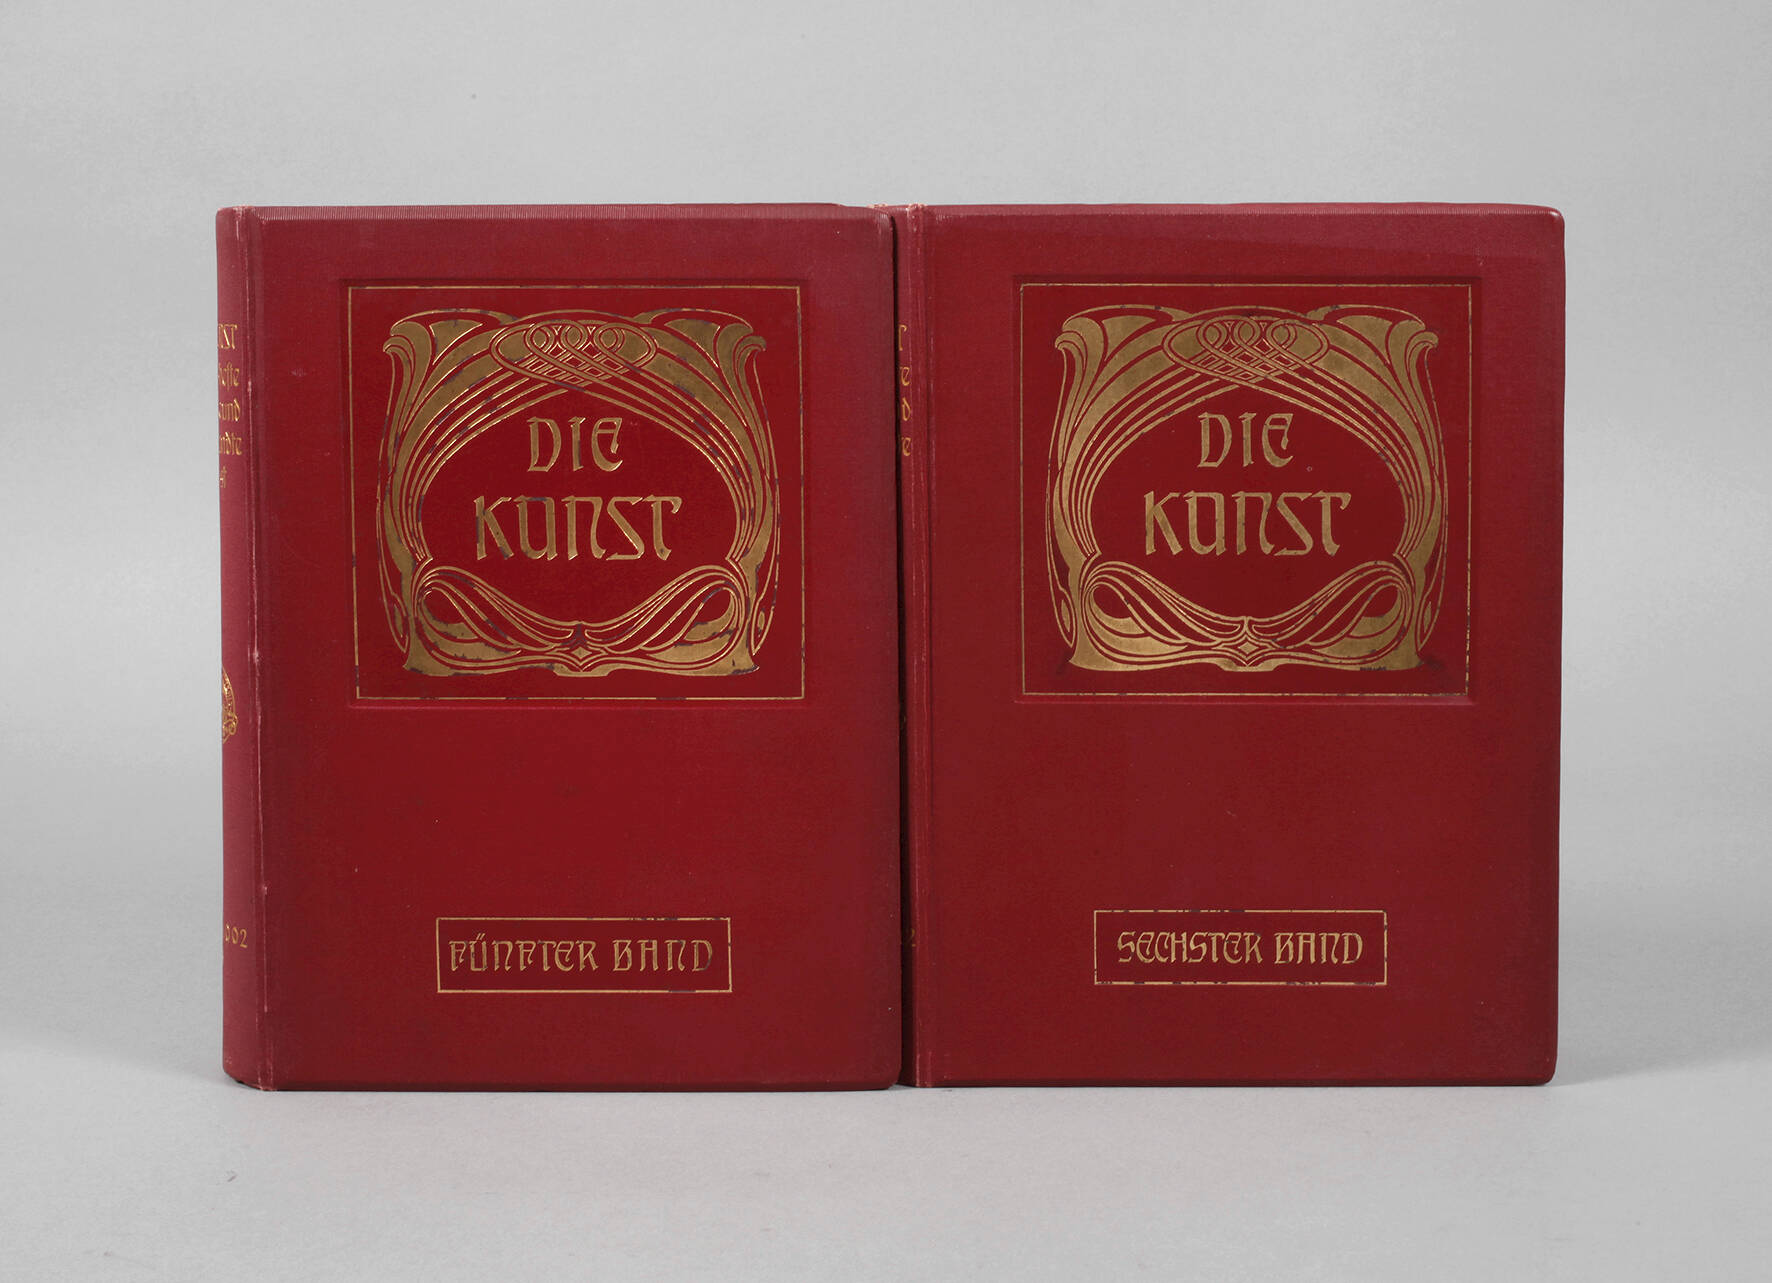 DIE
KUNST
FÜNFTER BAND
DIE
KUNST
SECHSTER BAND